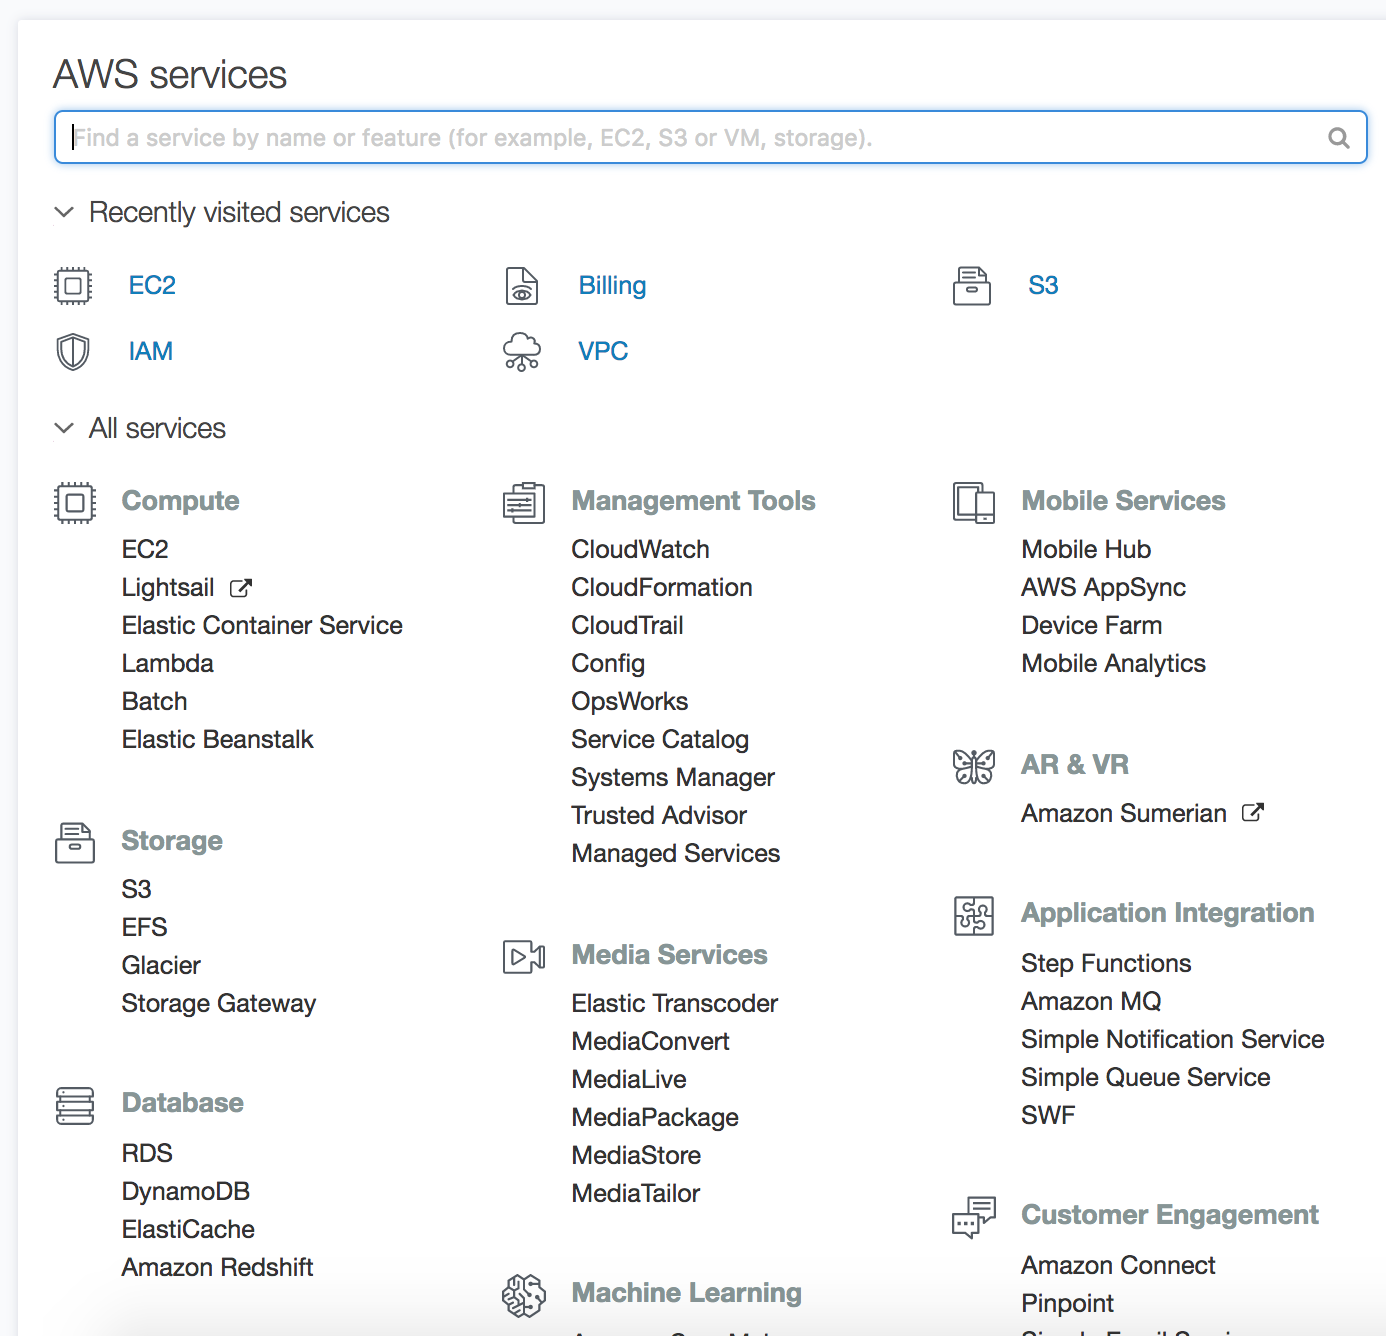 AWS services
Find a service by name or feature (for example, EC2, S3 or VM, storage).
Recently visited services
EC2
Billing
S3
IAM
VPC
All services
Compute
EC2
Lightsail
Elastic Container Service
Lambda
Batch
Elastic Beanstalk
Storage
S3
EFS
Glacier
Storage Gateway
Database
RDS
DynamoDB
ElastiCache
Amazon Redshift
Management Tools
CloudWatch
CloudFormation
CloudTrail
Config
OpsWorks
Service Catalog
Systems Manager
Trusted Advisor
Managed Services
Media Services
Elastic Transcoder
MediaConvert
MediaLive
MediaPackage
MediaStore
MediaTailor
Machine Learning
Mobile Services
Mobile Hub
AWS AppSync
Device Farm
Mobile Analytics
AR & VR
Amazon Sumerian
Application Integration
Step Functions
Amazon MQ
Simple Notification Service
Simple Queue Service
SWF
Customer Engagement
Amazon Connect
Pinpoint